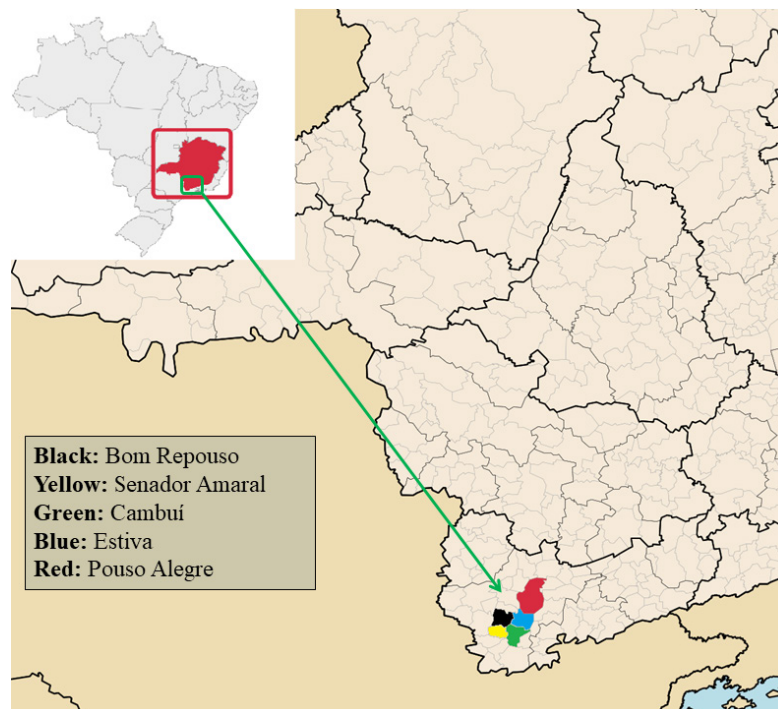 Black: Bom Repouso
Yellow: Senador Amaral
Green: Cambuí
Blue: Estiva
Red: Pouso Alegre